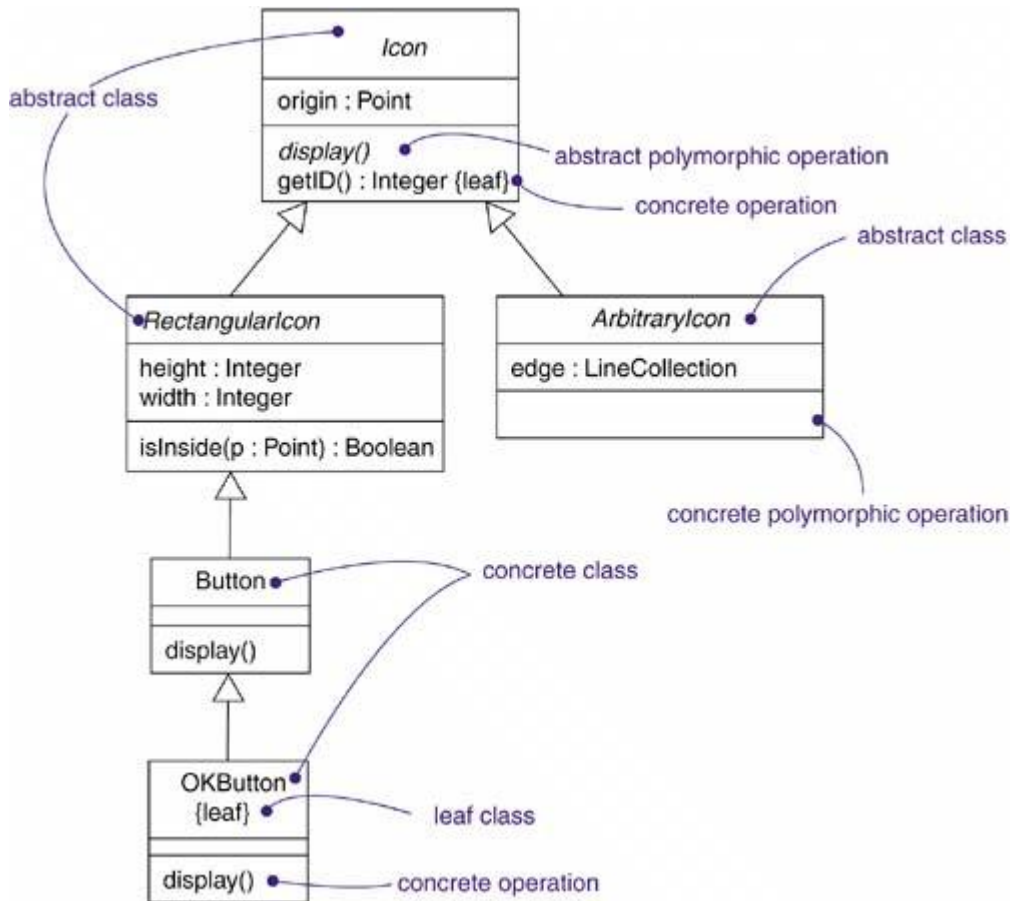 Icon
abstract class
origin : Point
display()
abstract polymorphic operation
getID() : Integer {leaf}
concrete operation
abstract class
RectangularIcon
ArbitraryIcon
height : Integer
width : Integer
edge : LineCollection
isInside(p : Point) : Boolean
concrete polymorphic operation
Button
concrete class
display()
OKButton
{leaf}
leaf class
display()
concrete operation